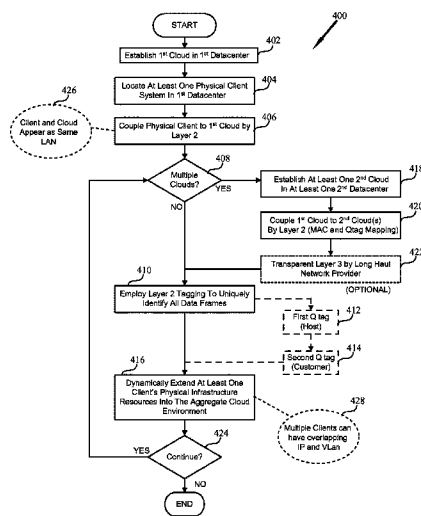 400
START
Establish 1st Cloud in 1st Datacenter
402
Locate At Least One Physical Client
System In 1st Datacenter
404
426
Client and Cloud
Appear as Same
LAN
Couple Physical Client to 1st Cloud by
Layer 2
406
Multiple
Clouds?
408
YES
NO
Establish At Least One 2nd Cloud
In At Least One 2nd Datacenter
418
Couple 1st Cloud to 2nd Cloud(s)
By Layer 2 (MAC and Qtag Mapping)
420
Transparent Layer 3 by Long Haul
Network Provider
422
(OPTIONAL)
410
Employ Layer 2 Tagging To Uniquely
Identify All Data Frames
First Q tag
(Host)
412
Second Q tag
(Customer)
414
416
Dynamically Extend At Least One
Client's Physical Infrastructure
Resources Into The Aggregate Cloud
Environment
428
Multiple Clients can
have overlapping
IP and VLan
YES
Continue?
424
NO
END